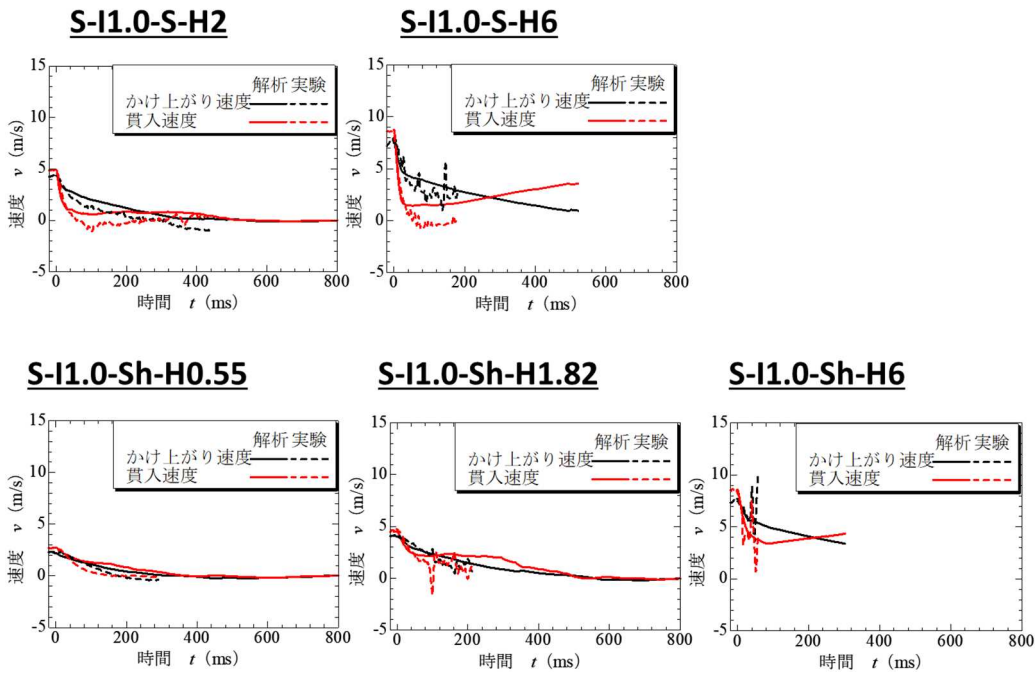 S-I1.0-S-H2
解析 実験
かけ上がり速度
貫入速度
15
10
5
0
-5
速度 v (m/s)
0 200 400 600 800
時間 t (ms)
S-I1.0-S-H6
解析 実験
かけ上がり速度
貫入速度
15
10
5
0
-5
速度 v (m/s)
0 200 400 600 800
時間 t (ms)
S-I1.0-Sh-H0.55
解析 実験
かけ上がり速度
貫入速度
15
10
5
0
-5
速度 v (m/s)
0 200 400 600 800
時間 t (ms)
S-I1.0-Sh-H1.82
解析 実験
かけ上がり速度
貫入速度
15
10
5
0
-5
速度 v (m/s)
0 200 400 600 800
時間 t (ms)
S-I1.0-Sh-H6
解析 実験
かけ上がり速度
貫入速度
15
10
5
0
-5
速度 v (m/s)
0 200 400 600 800
時間 t (ms)